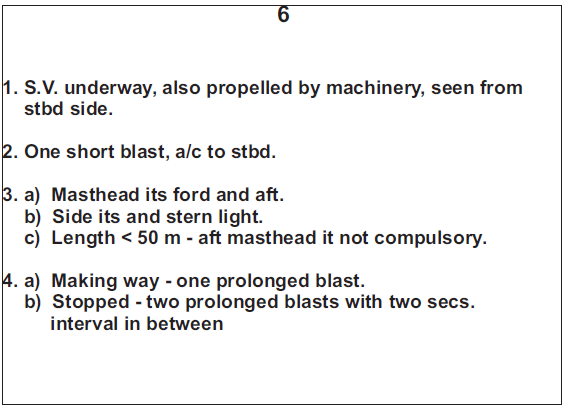 6
1. S.V. underway, also propelled by machinery, seen from
stbd side.
2. One short blast, a/c to stbd.
3. a) Masthead its ford and aft.
b) Side its and stern light.
c) Length < 50 m - aft masthead it not compulsory.
4. a) Making way - one prolonged blast.
b) Stopped - two prolonged blasts with two secs.
interval in between